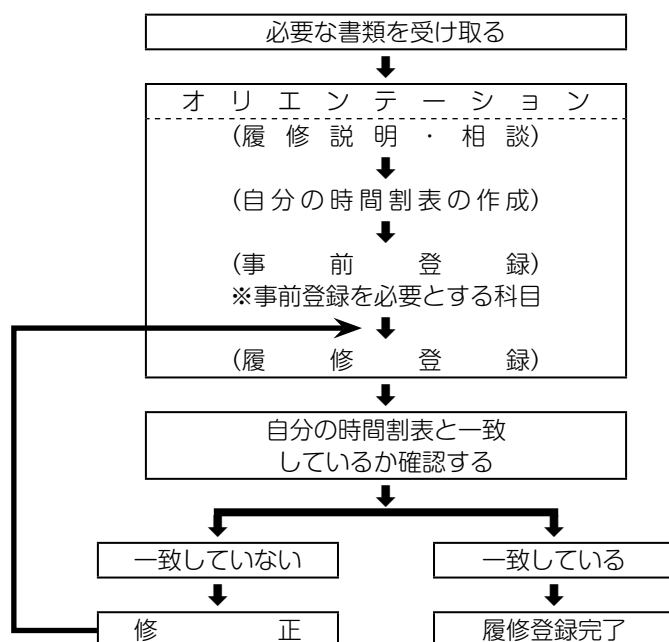 必要な書類を受け取る
オリエンテーション
(履修説明・相談)
(自分の時間割表の作成)
(事前登録)
※事前登録を必要とする科目
(履修登録)
自分の時間割表と一致
しているか確認する
一致していない
一致している
修正
履修登録完了